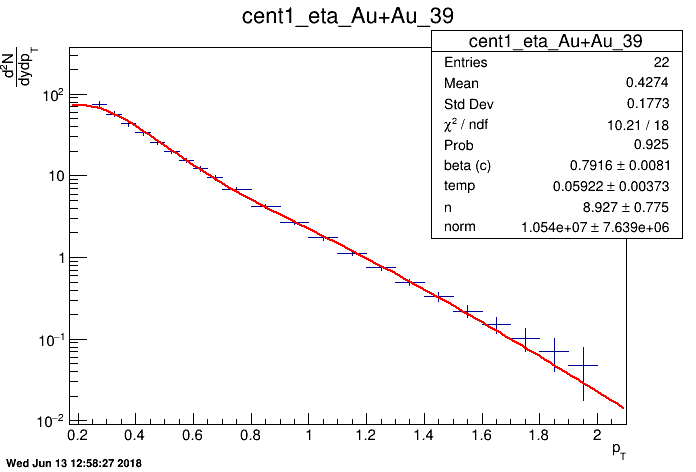 cent1_eta_Au+Au_39
d²N
dydp_T
cent1_eta_Au+Au_39
Entries 22
Mean 0.4274
Std Dev 0.1773
χ² / ndf 10.21 / 18
Prob 0.925
beta (c) 0.7916 ± 0.0081
temp 0.05922 ± 0.00373
n 8.927 ± 0.775
norm 1.054e+07 ± 7.639e+06
10²
10
1
10⁻¹
10⁻²
0.2 0.4 0.6 0.8 1 1.2 1.4 1.6 1.8 2
p_T
Wed Jun 13 12:58:27 2018